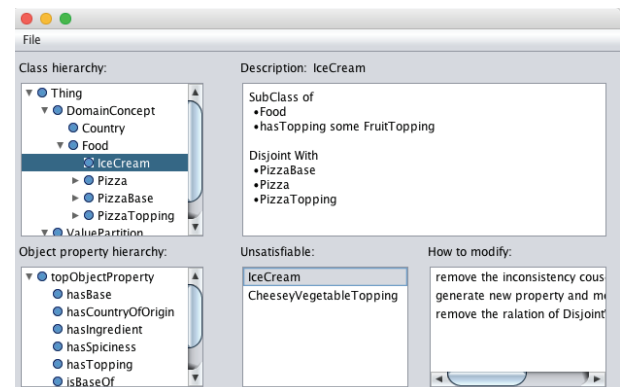 File
Class hierarchy:
Thing
DomainConcept
Country
Food
IceCream
Pizza
PizzaBase
PizzaTopping
ValuePartition
Description: IceCream
SubClass of
•Food
•hasTopping some FruitTopping
Disjoint With
•PizzaBase
•Pizza
•PizzaTopping
Object property hierarchy:
topObjectProperty
hasBase
hasCountryOfOrigin
hasIngredient
hasSpiciness
hasTopping
isBaseOf
Unsatisfiable:
IceCream
CheeseyVegetableTopping
How to modify:
remove the inconsistency cous
generate new property and
remove the ralation of Disjoint